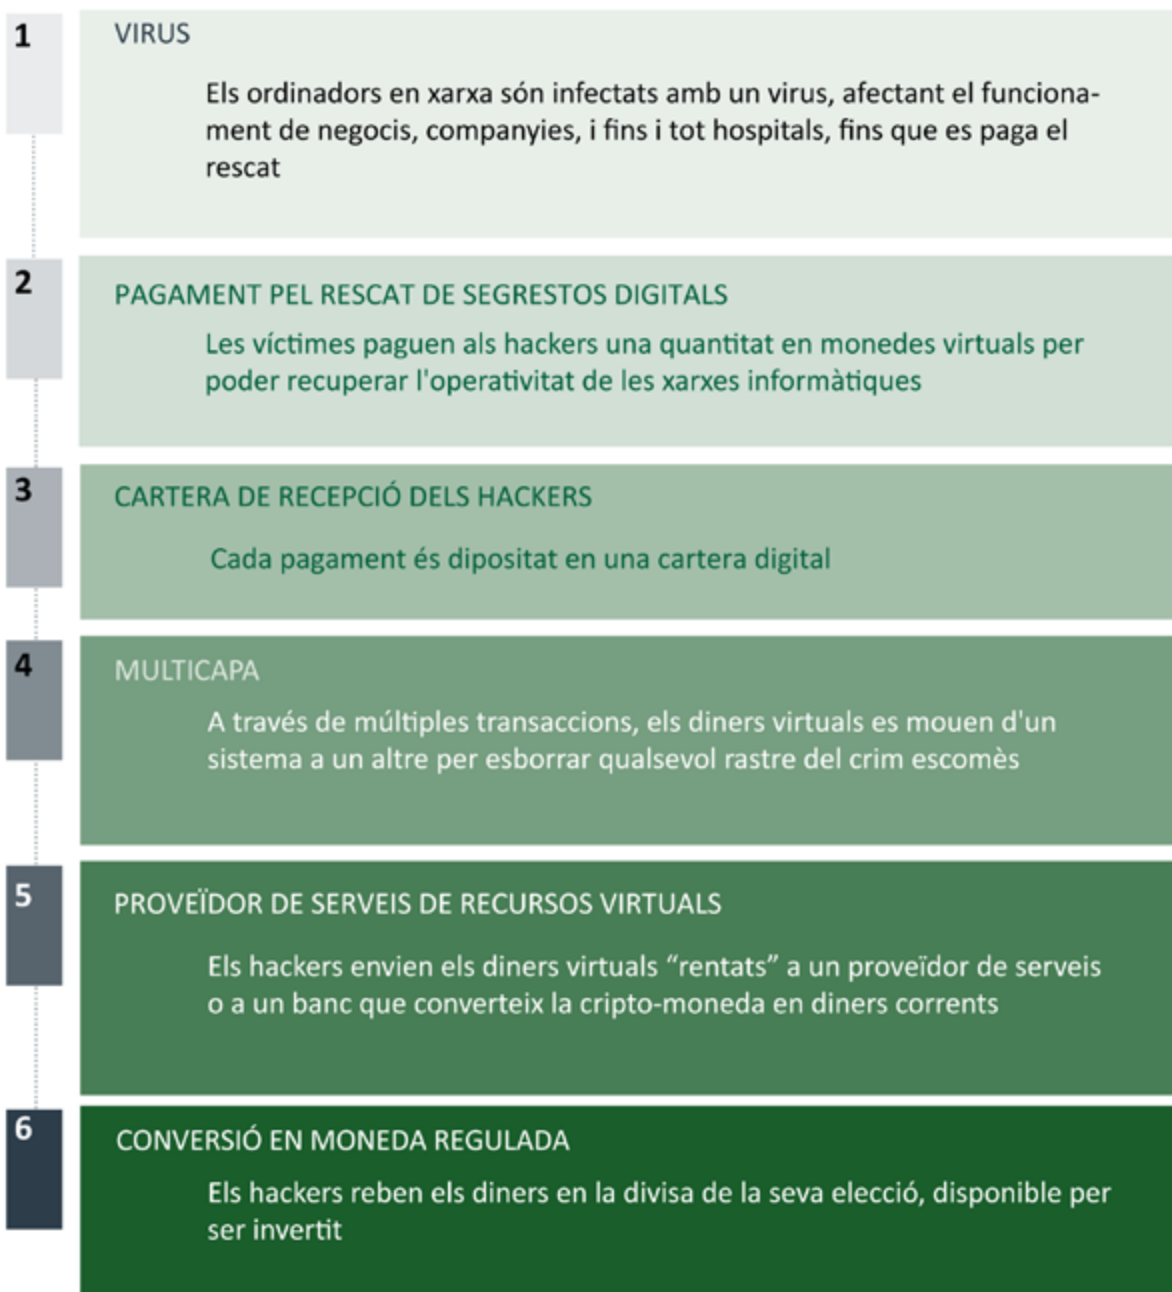 1
VIRUS
Els ordinadors en xarxa són infectats amb un virus, afectant el funciona-
ment de negocis, companyies, i fins i tot hospitals, fins que es paga el
rescat
2
PAGAMENT PEL RESCAT DE SEGRESTOS DIGITALS
Les víctimes paguen als hackers una quantitat en monedes virtuals per
poder recuperar l'operativitat de les xarxes informàtiques
3
CARTERA DE RECEPCIÓ DELS HACKERS
Cada pagament és dipositat en una cartera digital
4
MULTICAPA
A través de múltiples transaccions, els diners virtuals es mouen d'un
sistema a un altre per esborrar qualsevol rastre del crim escomès
5
PROVEÏDOR DE SERVEIS DE RECURSOS VIRTUALS
Els hackers envien els diners virtuals “rentats” a un proveïdor de serveis
o a un banc que converteix la cripto-moneda en diners corrents
6
CONVERSIÓ EN MONEDA REGULADA
Els hackers reben els diners en la divisa de la seva elecció, disponible per
ser invertit